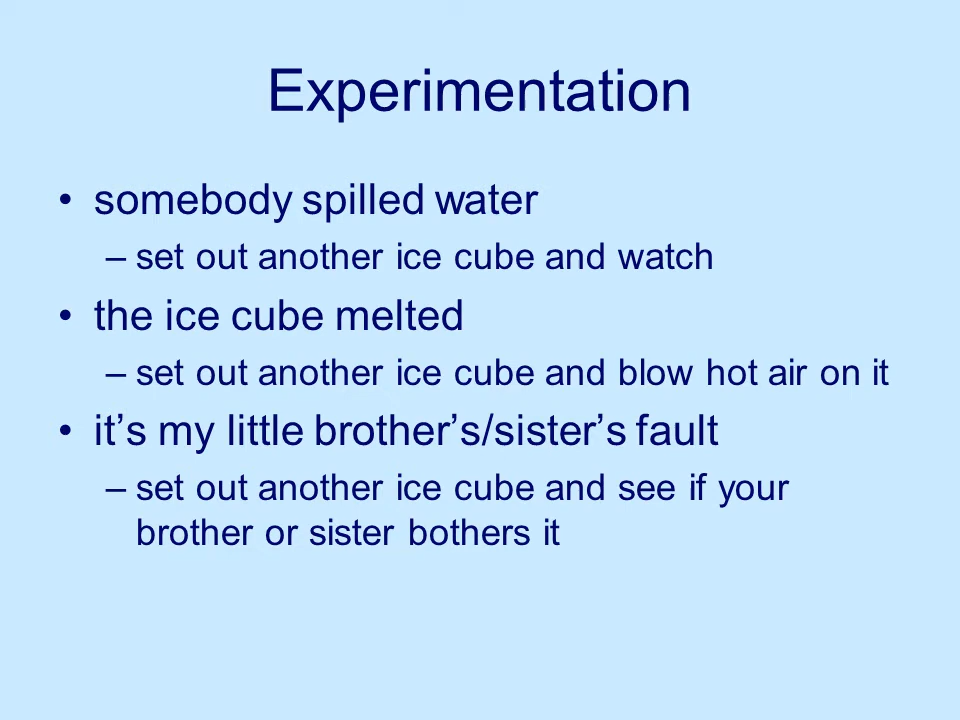 Experimentation
• somebody spilled water
– set out another ice cube and watch
• the ice cube melted
– set out another ice cube and blow hot air on it
• it’s my little brother’s/sister’s fault
– set out another ice cube and see if your
brother or sister bothers it